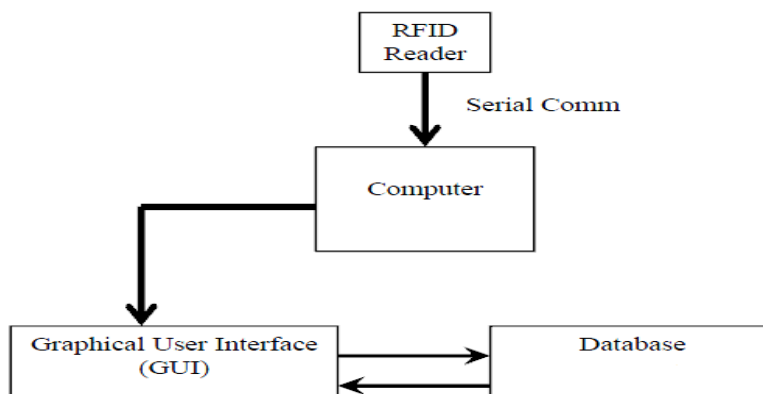 RFID
Reader
Serial Comm
Computer
Graphical User Interface
(GUI)
Database